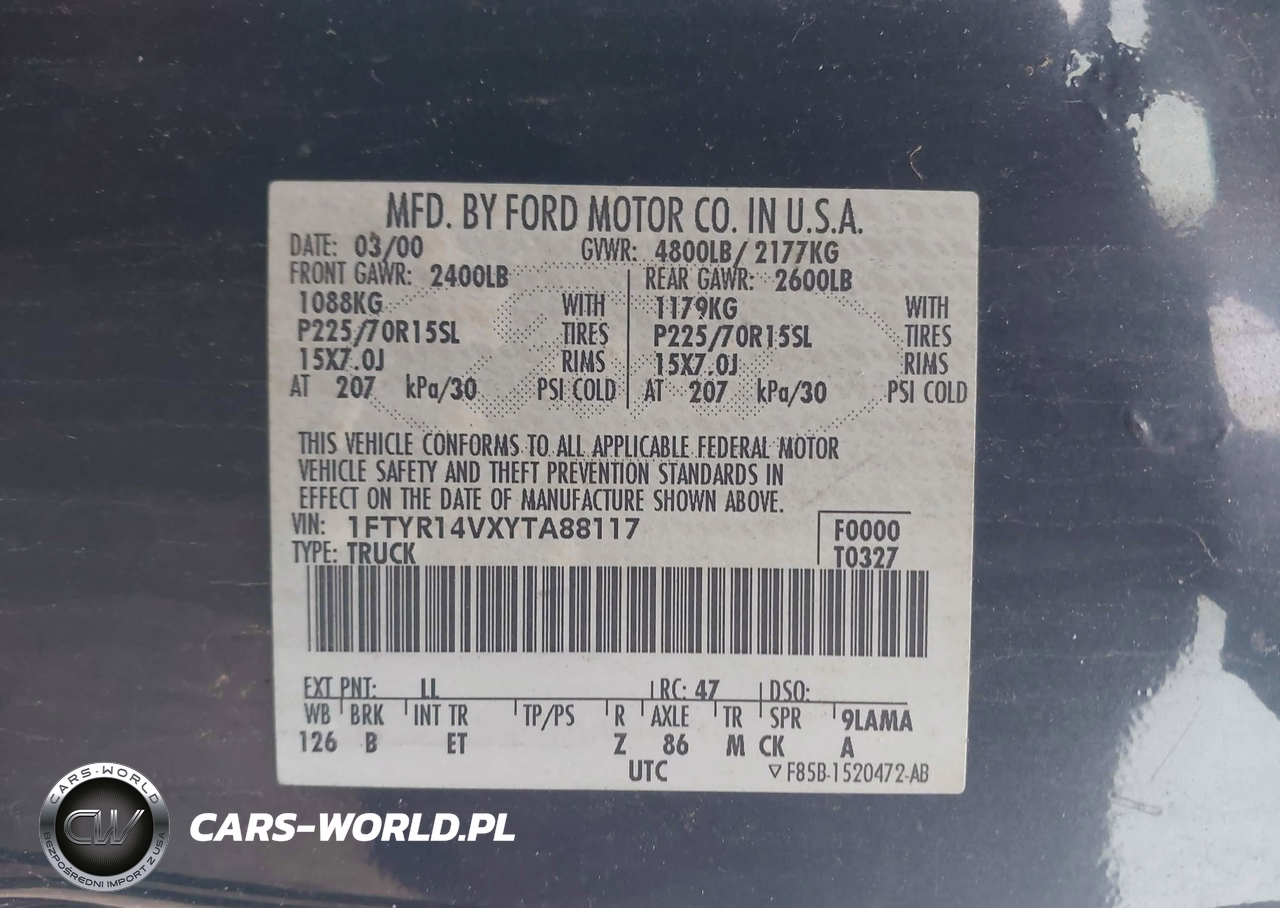 MFD. BY FORD MOTOR CO. IN U.S.A.
DATE: 03/00 GVWR: 4800LB/ 2177KG
FRONT GAWR: 2400LB REAR GAWR: 2600LB
1088KG WITH 1179KG WITH
P225/70R15SL TIRES P225/70R15SL TIRES
15X7.0J RIMS 15X7.0J RIMS
AT 207 kPa/30 PSI COLD AT 207 kPa/30 PSI COLD
THIS VEHICLE CONFORMS TO ALL APPLICABLE FEDERAL MOTOR
VEHICLE SAFETY AND THEFT PREVENTION STANDARDS IN
EFFECT ON THE DATE OF MANUFACTURE SHOWN ABOVE.
VIN: 1FTYR14VXYTA88117 F0000
TYPE: TRUCK T0327
EXT PNT: LL RC: 47 DSO:
WB BRK INT TR TP/PS R AXLE TR SPR 9LAMA
126 B ET Z 86 M CK A
UTC ▽F85B-1520472-AB
CARS-WORLD
CW
BEZPOŚREDNI IMPORT Z USA
CARS-WORLD.PL